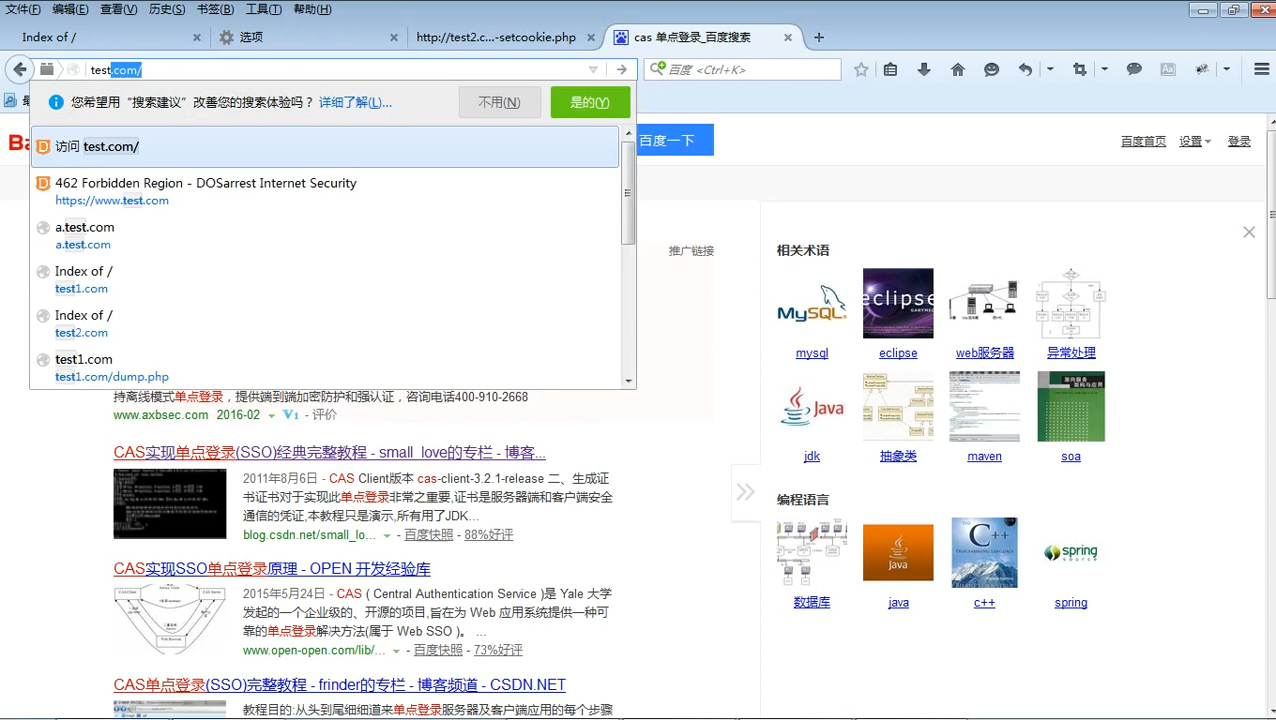 文件(F) 编辑(E) 查看(V) 历史(S) 书签(B) 工具(T) 帮助(H)
Index of / 选项 http://test2.c...-setcookie.php cas 单点登录_百度搜索
test.com/ 百度 <Ctrl+K>
您希望用“搜索建议”改善您的搜索体验吗？ 详细了解(L)... 不用(N) 是的(Y)
访问 test.com/
462 Forbidden Region - DOSarrest Internet Security
https://www.test.com
a.test.com
a.test.com
Index of /
test1.com
Index of /
test2.com
test1.com
test1.com/dump.php
百度一下 百度首页 设置 登录
推广链接
持离线模式单点登录，提供端到端加密防护和强认证，咨询电话400-910-2668
www.axbsec.com 2016-02 V1 - 评价
CAS实现单点登录(SSO)经典完整教程 - small_love的专栏 - 博客...
2011年8月6日 - CAS Client版本 cas-client-3.2.1-release 二、生成证
书证书对于实现此单点登录非常之重要,证书是服务器端和客户端安全
通信的凭证,本教程只是演示,所有用了JDK...
blog.csdn.net/small_lo... - 百度快照 - 88%好评
CAS实现SSO单点登录原理 - OPEN 开发经验库
2015年5月24日 - CAS ( Central Authentication Service )是 Yale 大学
发起的一个企业级的、开源的项目,旨在为 Web 应用系统提供一种可
靠的单点登录解决方法(属于 Web SSO )。 ...
www.open-open.com/lib/... - 百度快照 - 73%好评
CAS单点登录(SSO)完整教程 - frinder的专栏 - 博客频道 - CSDN.NET
教程目的:从头到尾细细道来单点登录服务器及客户端应用的每个步骤
相关术语
MySQL eclipse
mysql eclipse web服务器 异常处理
Java
jdk 抽象类 maven soa
编程语言
Java C++ spring
数据库 java c++ spring